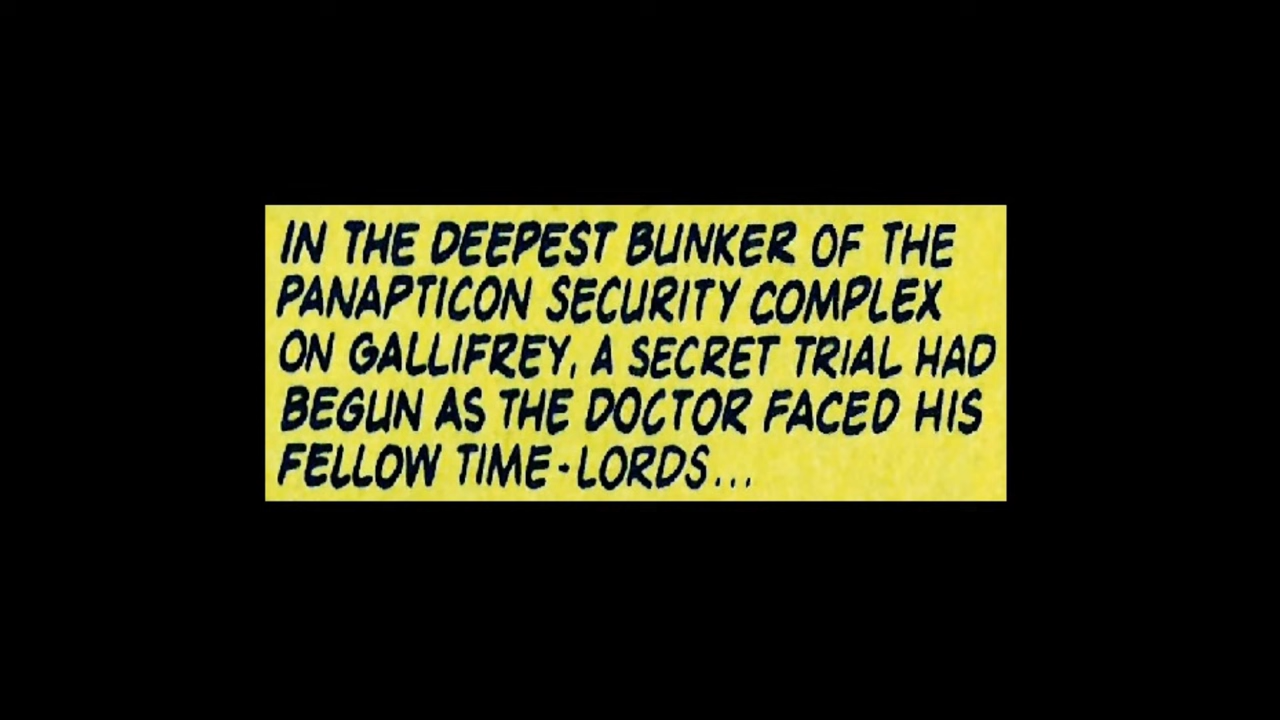 IN THE DEEPEST BUNKER OF THE
PANAPTICON SECURITY COMPLEX
ON GALLIFREY, A SECRET TRIAL HAD
BEGUN AS THE DOCTOR FACED HIS
FELLOW TIME-LORDS...